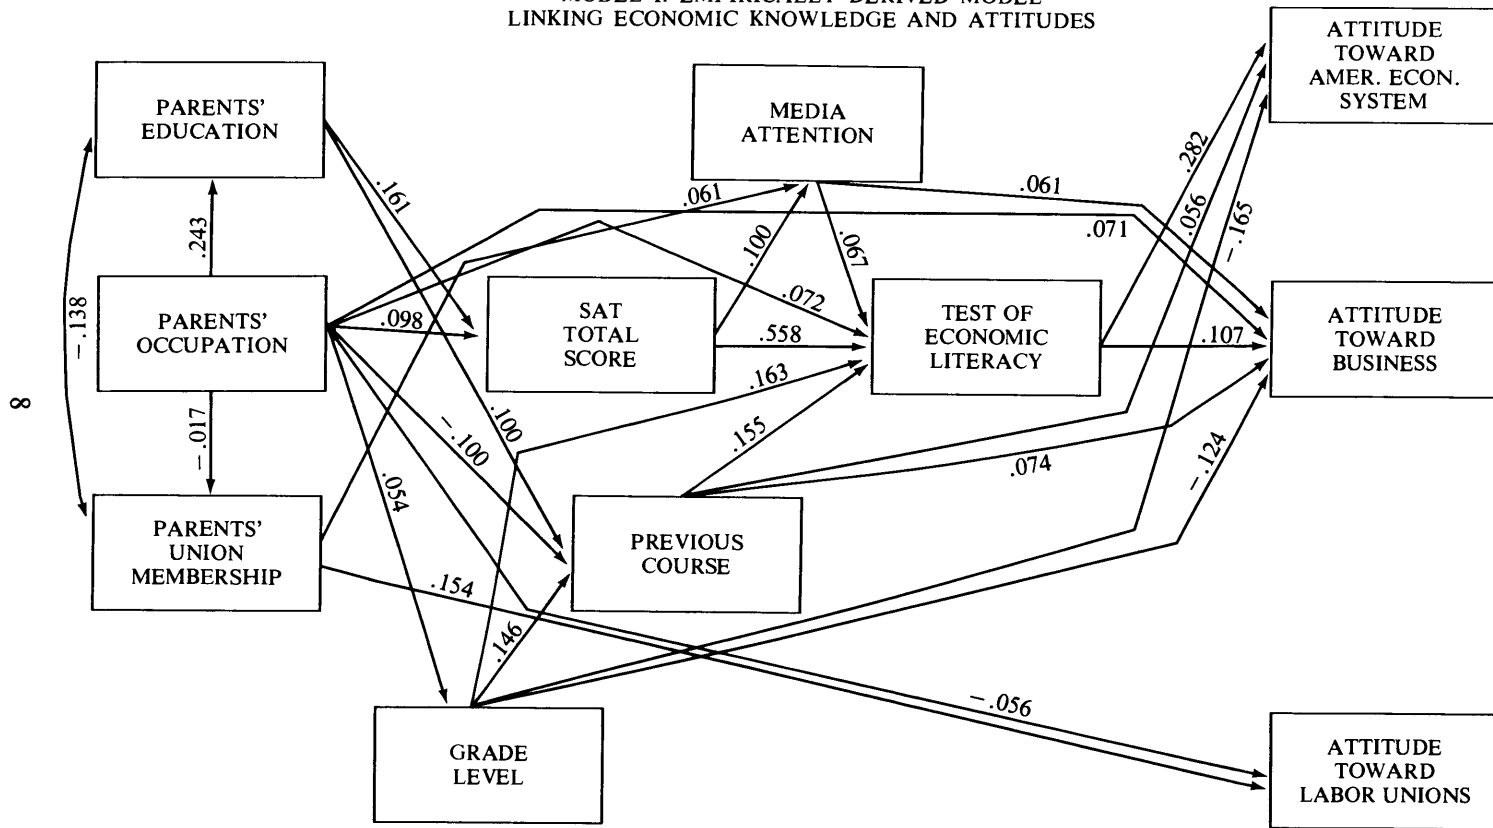 LINKING ECONOMIC KNOWLEDGE AND ATTITUDES
PARENTS'
EDUCATION
MEDIA
ATTENTION
ATTITUDE
TOWARD
AMER. ECON.
SYSTEM
.161
.061
.061
.282
.056
-.165
.243
.100
.067
.071
-.138
PARENTS'
OCCUPATION
.098
SAT
TOTAL
SCORE
.072
.558
TEST OF
ECONOMIC
LITERACY
.107
ATTITUDE
TOWARD
BUSINESS
8
-.017
.054
-.100
.100
.163
.155
.074
-.124
PARENTS'
UNION
MEMBERSHIP
PREVIOUS
COURSE
.154
.146
-.056
GRADE
LEVEL
ATTITUDE
TOWARD
LABOR UNIONS